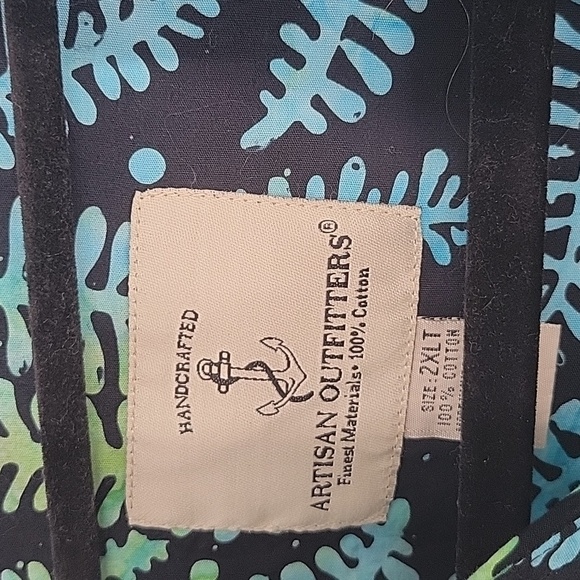 HANDCRAFTED
ARTISAN OUTFITTERS®
Finest Materials • 100% Cotton
SIZE: 2XLT
100% COTTON